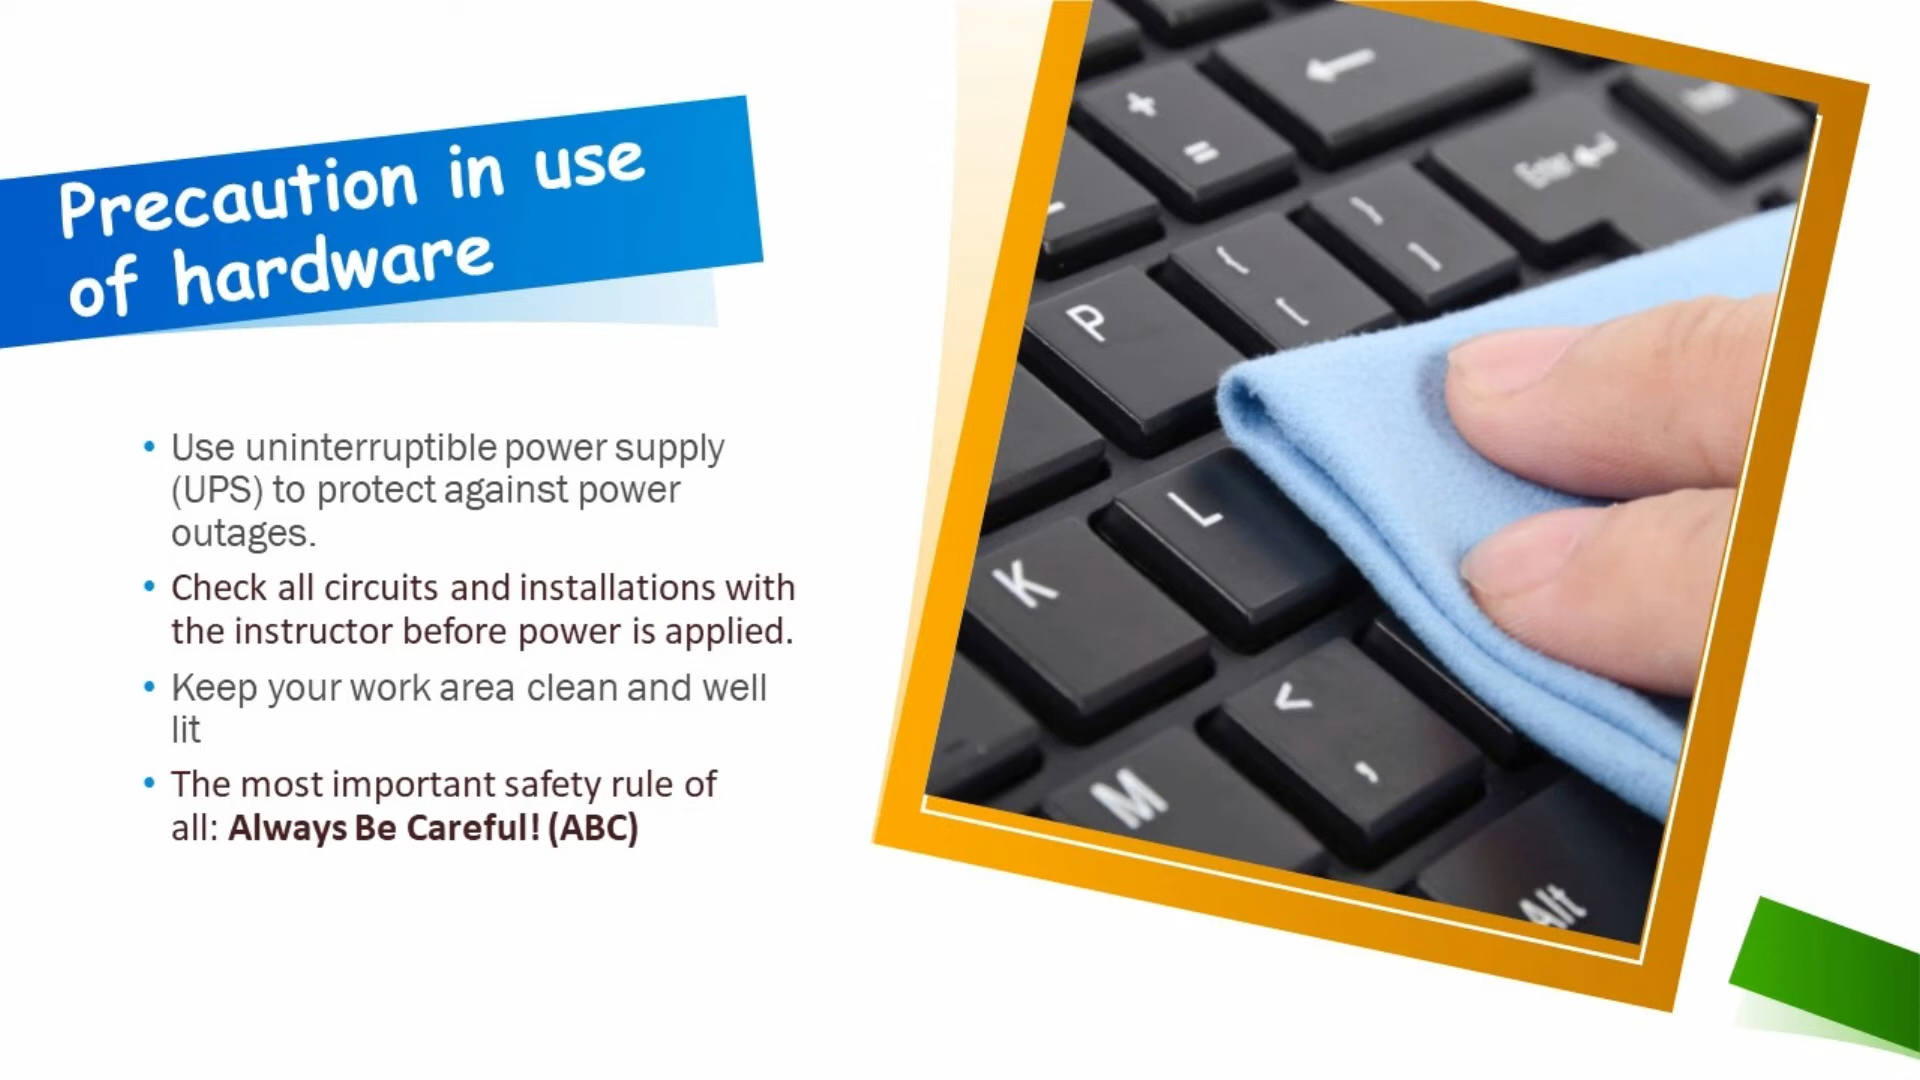 Precaution in use
of hardware
• Use uninterruptible power supply
(UPS) to protect against power
outages.
• Check all circuits and installations with
the instructor before power is applied.
• Keep your work area clean and well
lit
• The most important safety rule of
all: Always Be Careful! (ABC)
+
=
←
Enter
P
L
K
<
,
M
Alt